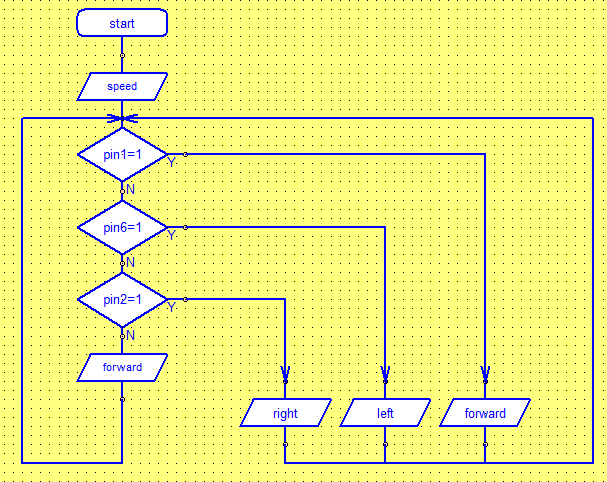 start
speed
pin1=1
Y
N
pin6=1
Y
N
pin2=1
Y
N
forward
right
left
forward